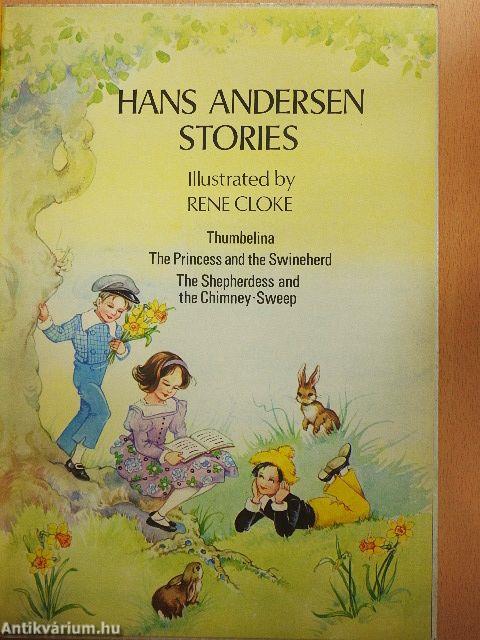 HANS ANDERSEN
STORIES
Illustrated by
RENE CLOKE
Thumbelina
The Princess and the Swineherd
The Shepherdess and
the Chimney-Sweep
Antikvárium.hu